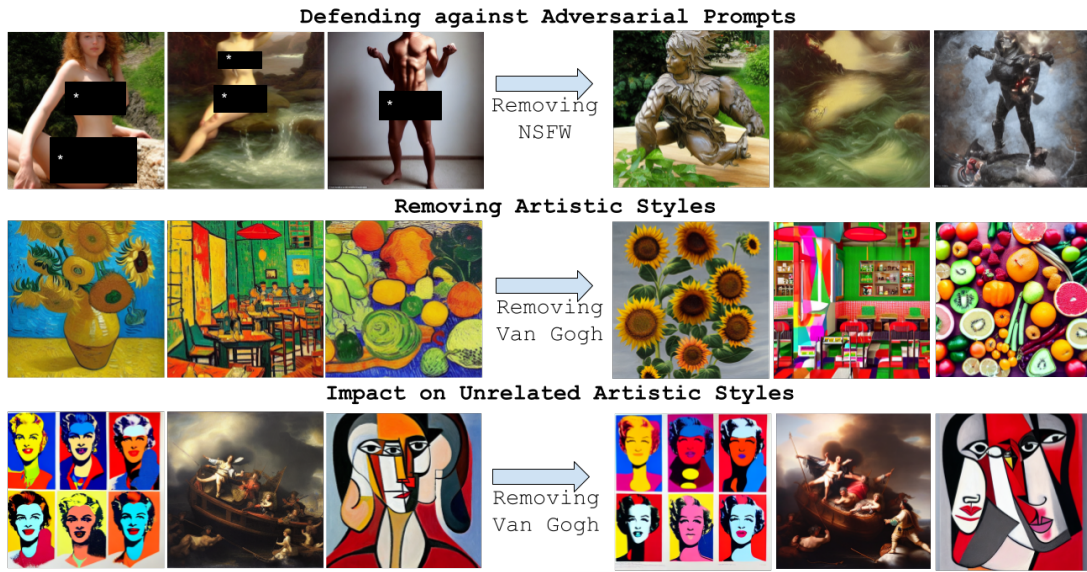 Defending against Adversarial Prompts
*
*
*
*
*
Removing
NSFW
Removing Artistic Styles
Removing
Van Gogh
Impact on Unrelated Artistic Styles
Removing
Van Gogh